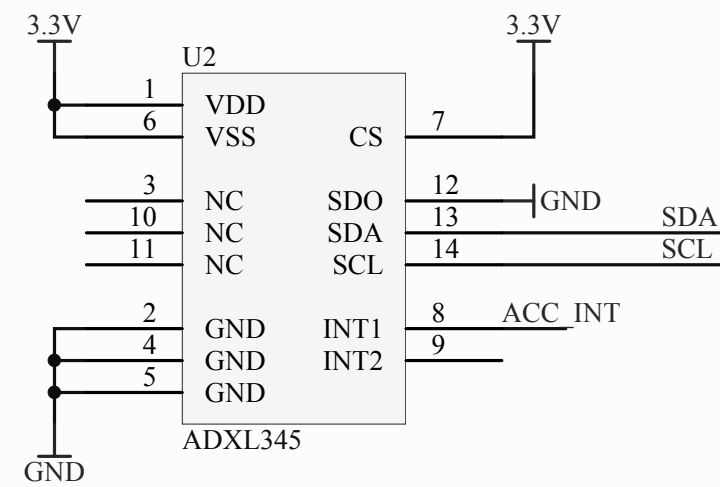 3.3V
3.3V
U2
1 VDD
6 VSS
CS 7
3 NC
10 NC
11 NC
SDO 12 GND
SDA 13 SDA
SCL 14 SCL
2 GND
4 GND
5 GND
INT1 8 ACC_INT
INT2 9
ADXL345
GND